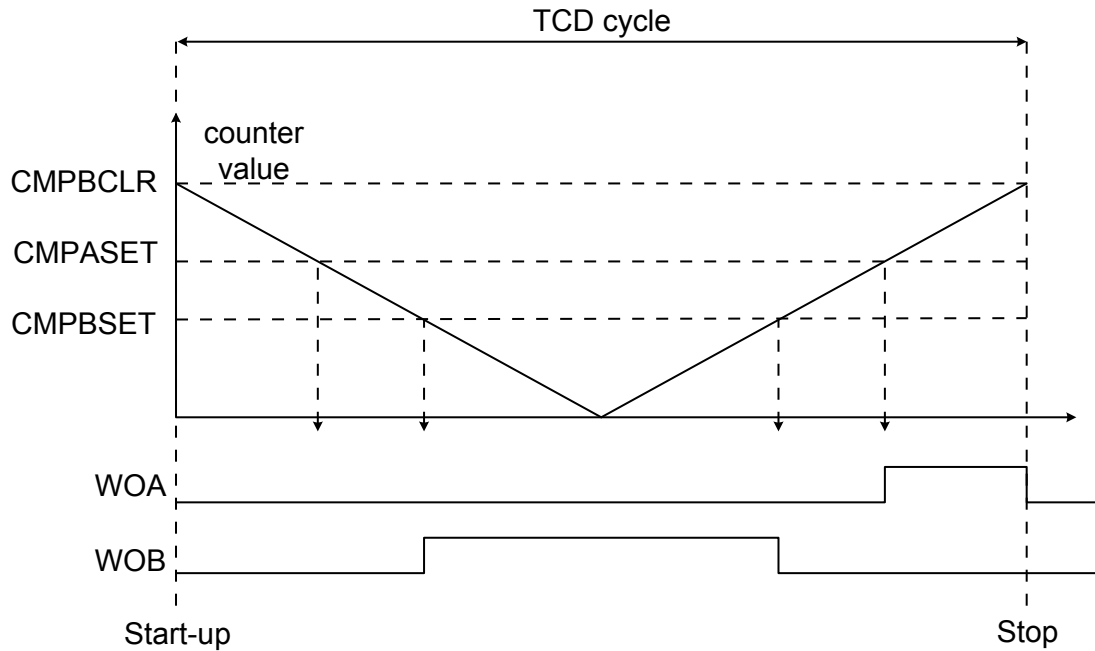 TCD cycle
counter
value
CMPBCLR
CMPASET
CMPBSET
WOA
WOB
Start-up
Stop